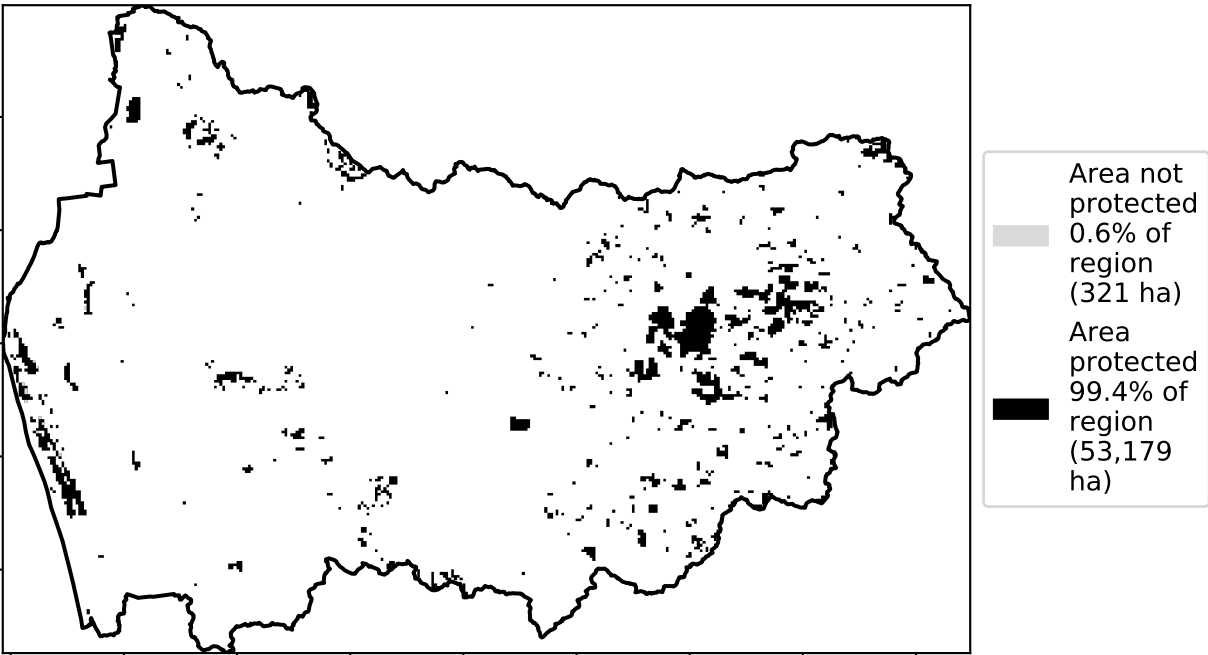 Area not
protected
0.6% of
region
(321 ha)
Area
protected
99.4% of
region
(53,179
ha)